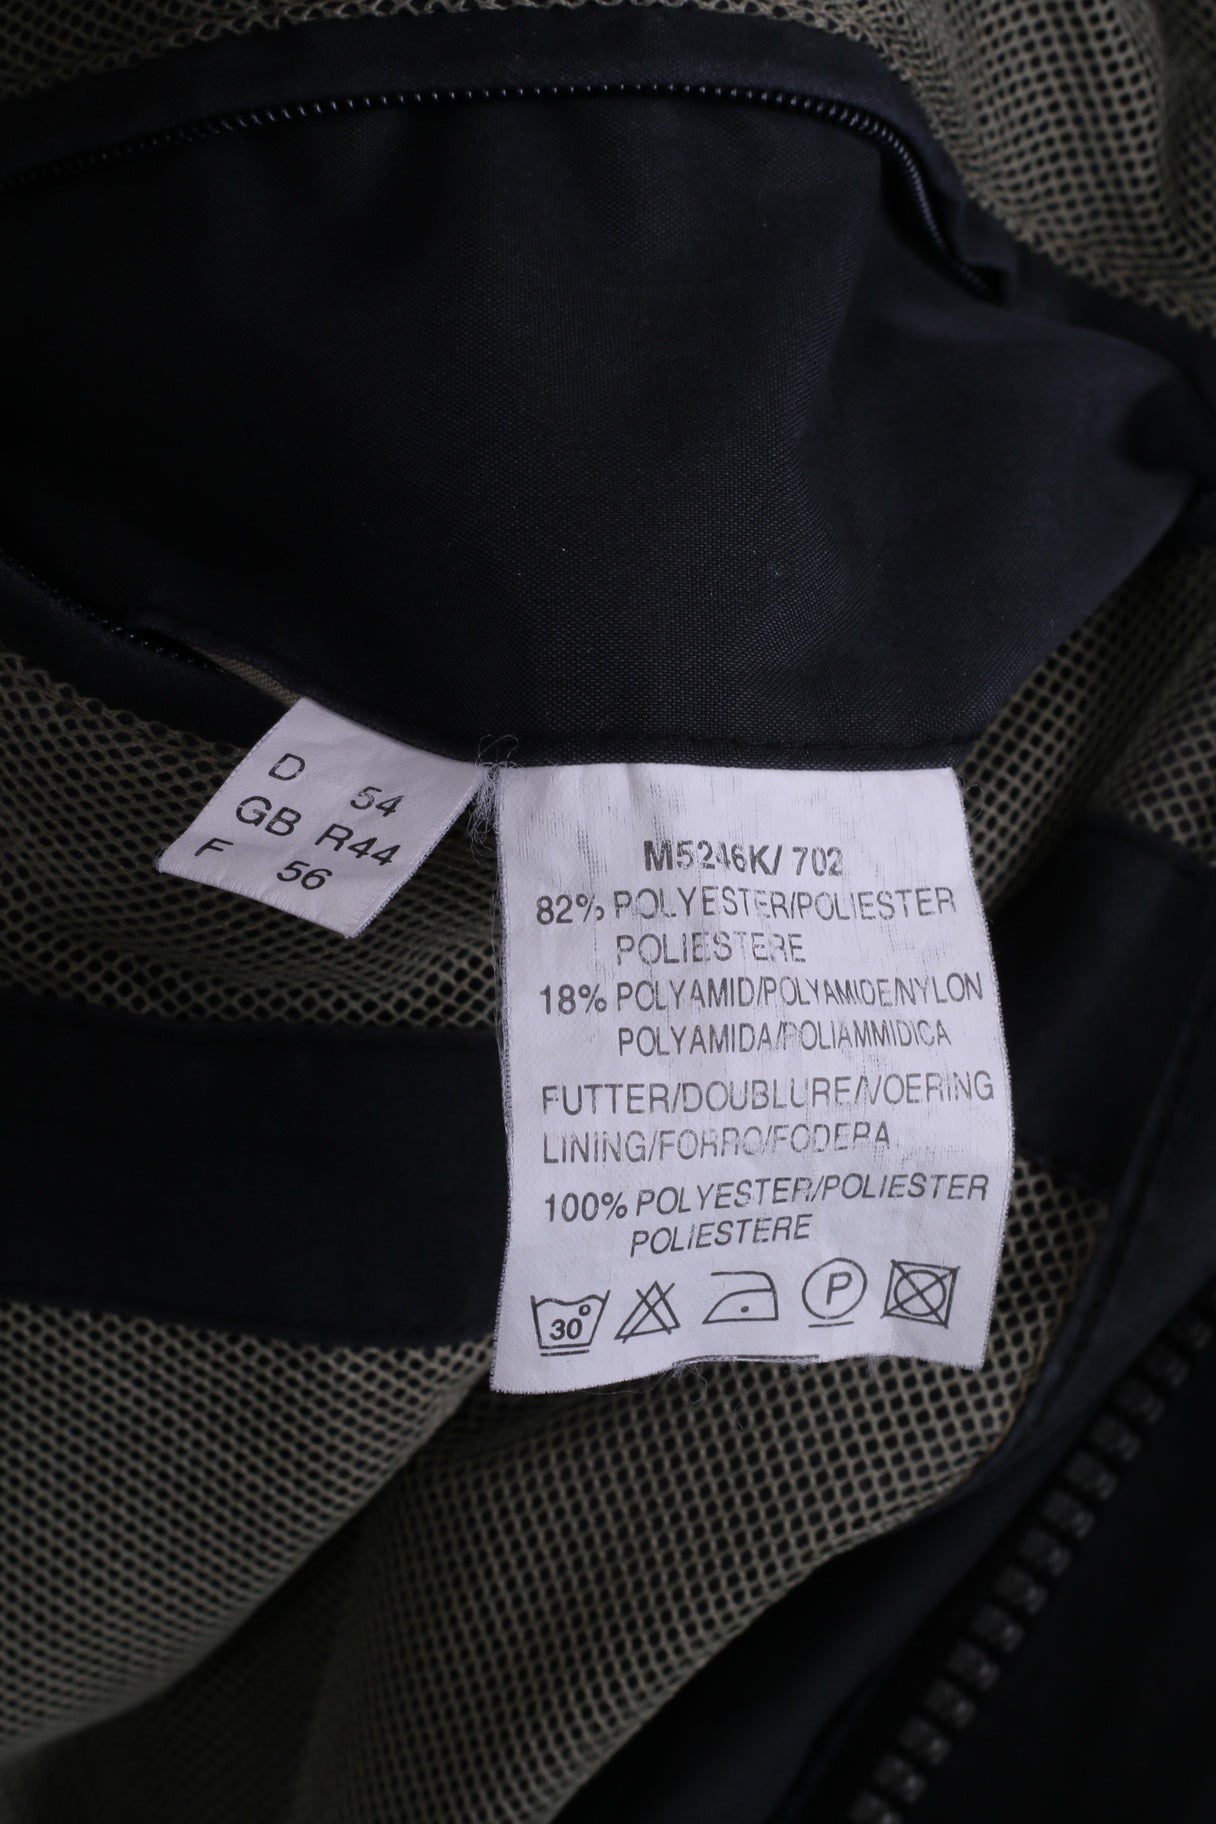 D 54
GB R44
F 56
M5246K/ 702
82% POLYESTER/POLIESTER
POLIESTERE
18% POLYAMID/POLYAMIDE/NYLON
POLYAMIDA/POLIAMMIDICA
FUTTER/DOUBLURE/VOERING
LINING/FORRO/FODERA
100% POLYESTER/POLIESTER
POLIESTERE
30° P